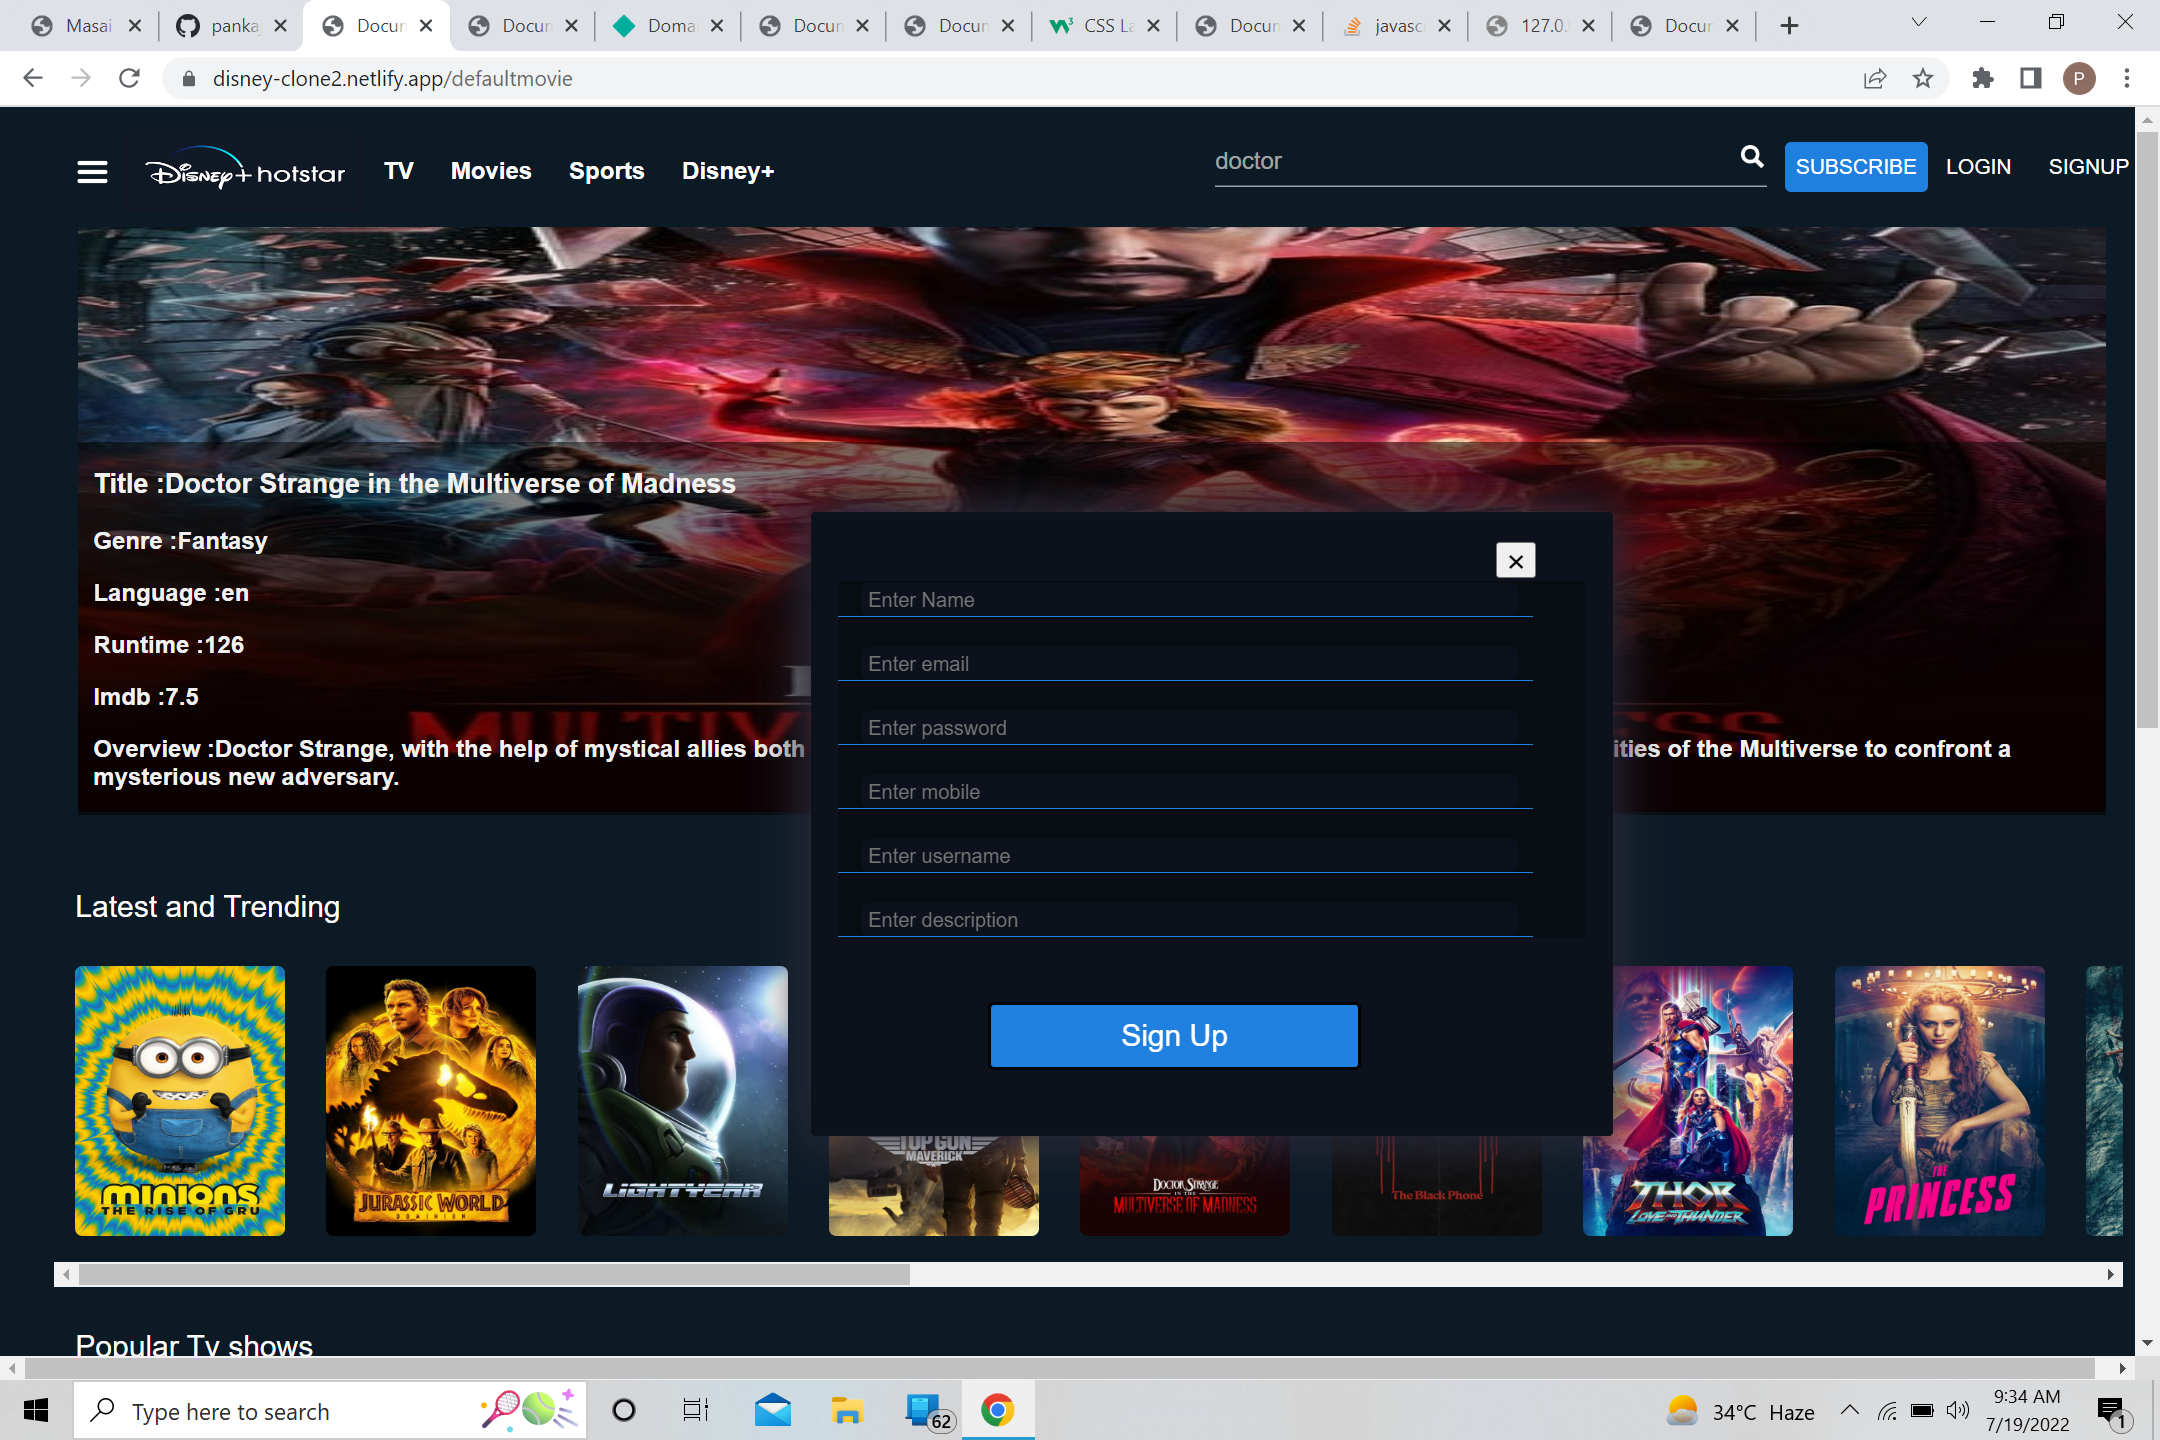 Masai
panka
Docun
Docun
Doma
Docun
Docun
CSS La
Docun
javasc
127.0.
Docun
disney-clone2.netlify.app/defaultmovie
P
Disney+ hotstar
TV
Movies
Sports
Disney+
doctor
SUBSCRIBE
LOGIN
SIGNUP
Title :Doctor Strange in the Multiverse of Madness
Genre :Fantasy
Language :en
Runtime :126
Imdb :7.5
Overview :Doctor Strange, with the help of mystical allies both
ities of the Multiverse to confront a
mysterious new adversary.
Enter Name
Enter email
Enter password
Enter mobile
Enter username
Enter description
Sign Up
Latest and Trending
MINIONS
THE RISE OF GRU
JURASSIC WORLD
DOMINION
LIGHTYEAR
TOP GUN
MAVERICK
DOCTOR STRANGE
IN THE
MULTIVERSE OF MADNESS
The Black Phone
THOR
LOVE AND THUNDER
THE
PRINCESS
Popular Tv shows
Type here to search
62
34°C Haze
9:34 AM
7/19/2022
1